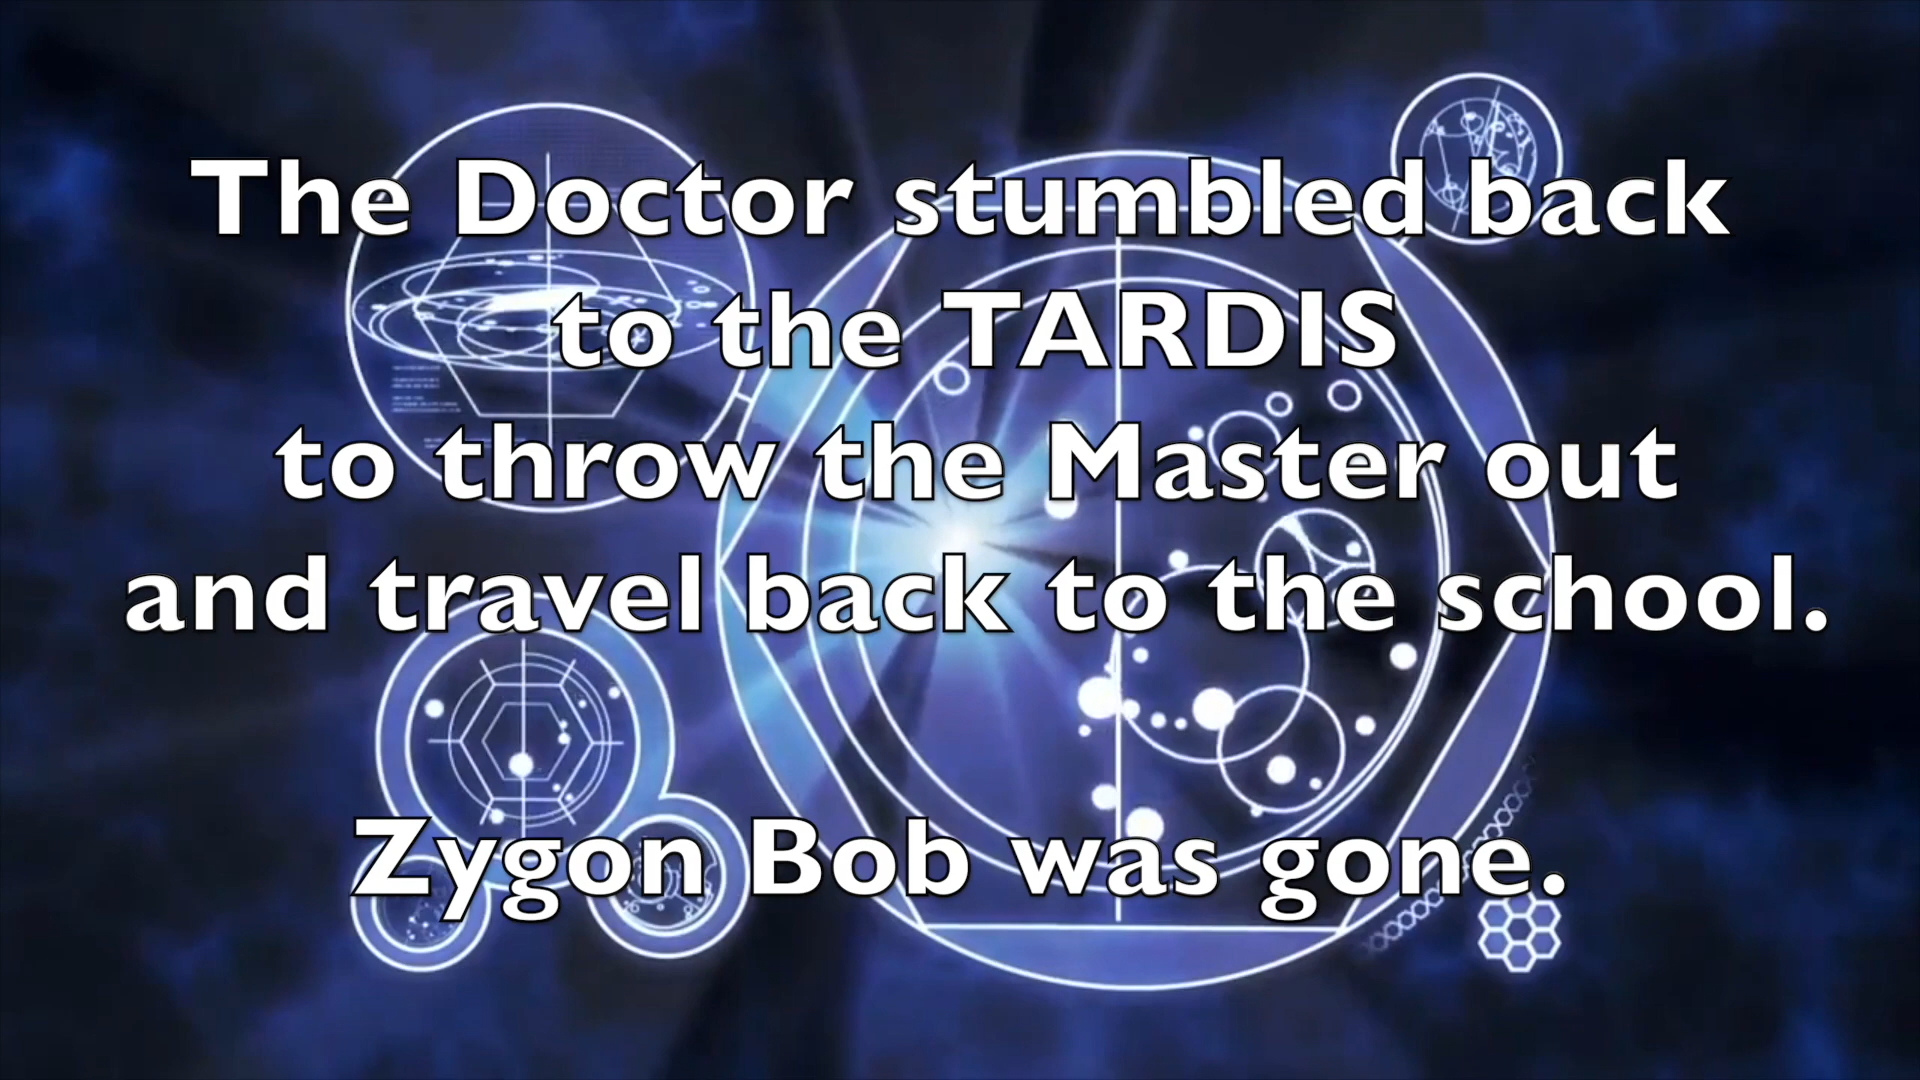 The Doctor stumbled back
to the TARDIS
to throw the Master out
and travel back to the school.
Zygon Bob was gone.